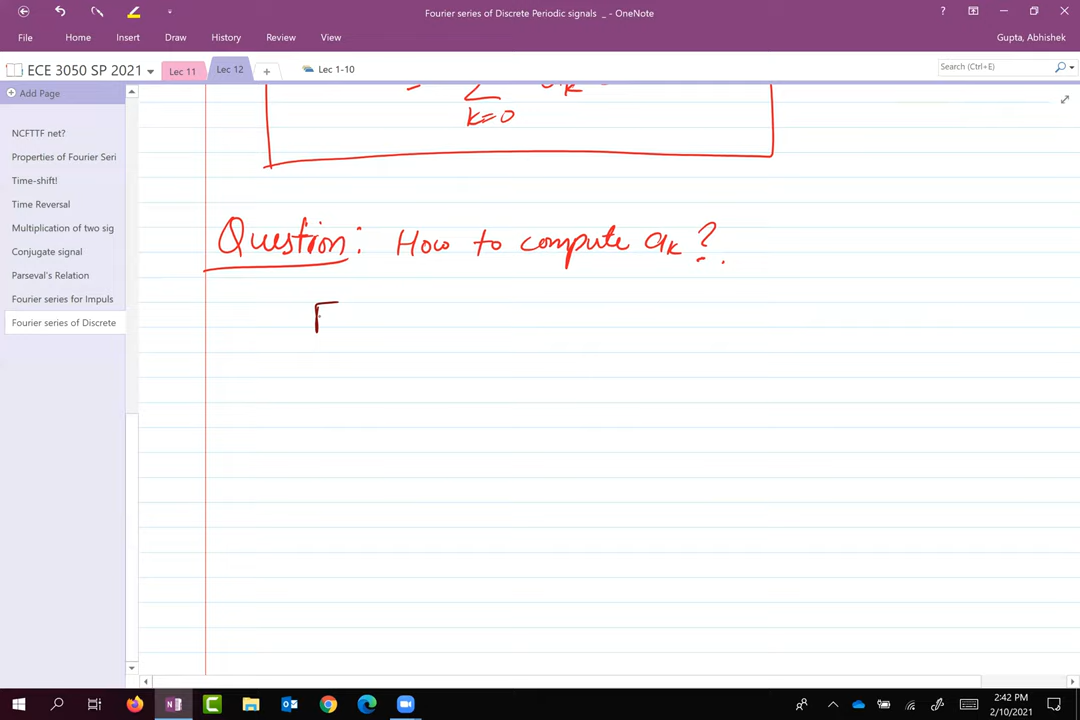 Fourier series of Discrete Periodic signals _ - OneNote
File Home Insert Draw History Review View
Gupta, Abhishek
ECE 3050 SP 2021
Lec 11
Lec 12
Lec 1-10
Search (Ctrl+E)
Add Page
NCFTTF net?
Properties of Fourier Seri
Time-shift!
Time Reversal
Multiplication of two sig
Conjugate signal
Parseval's Relation
Fourier series for Impuls
Fourier series of Discrete
k=0
Question: How to compute ak?
2:42 PM
2/10/2021